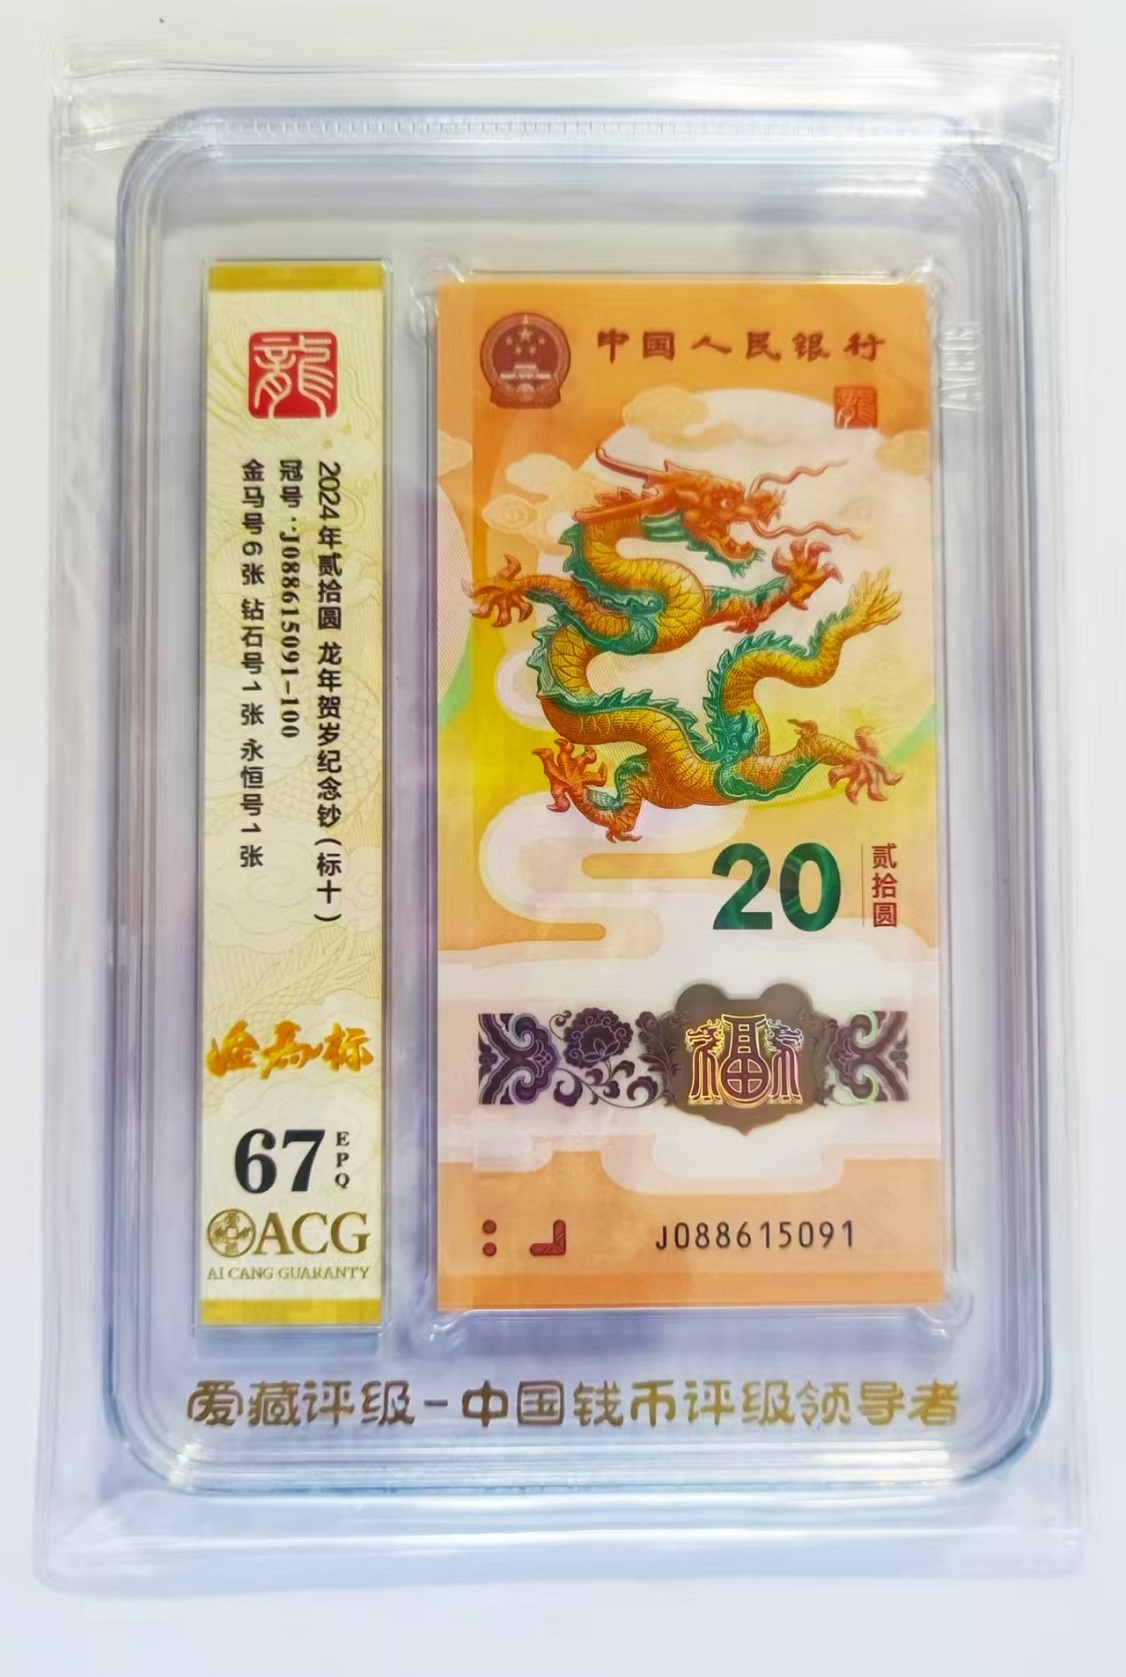 龍
2024年贰拾圆 龙年贺岁纪念钞(标十)
冠号:J088615091-100
金马号6张 钻石号1张 永恒号1张
金马标
67 EPQ
ACG
AI CANG GUARANTY
中国人民银行
龍
20 贰拾圆
福
J088615091
爱藏评级-中国钱币评级领导者